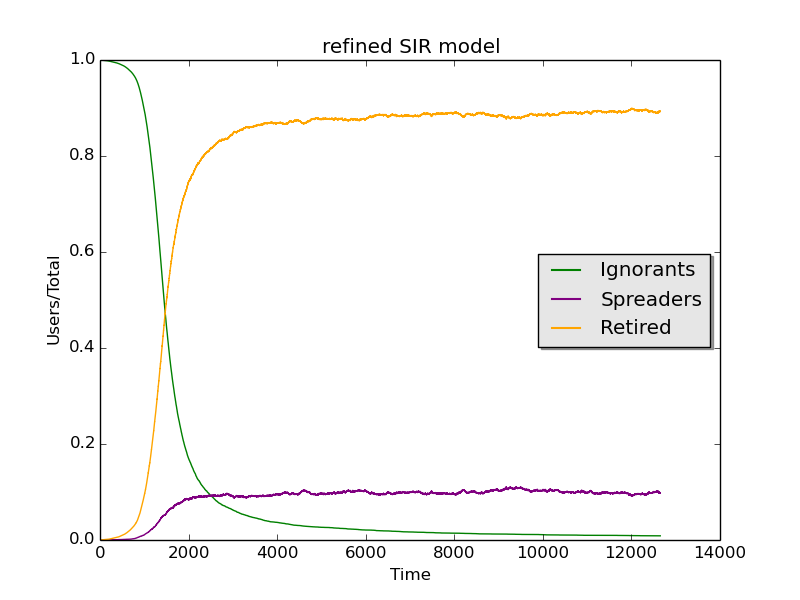 refined SIR model
1.0
0.8
0.6
0.4
0.2
0.0
Users/Total
Ignorants
Spreaders
Retired
0 2000 4000 6000 8000 10000 12000 14000
Time